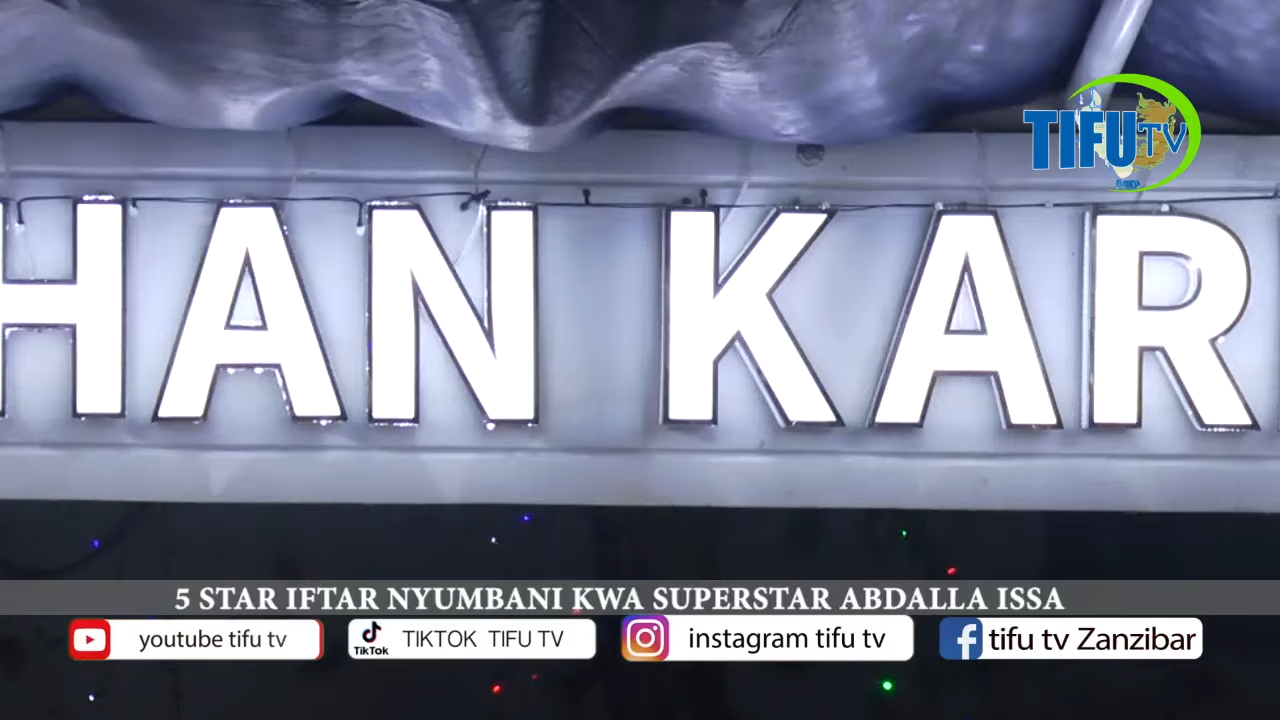 TIFU TV
HAN KAR
5 STAR IFTAR NYUMBANI KWA SUPERSTAR ABDALLA ISSA
youtube tifu tv
TikTok
TIKTOK TIFU TV
instagram tifu tv
f tifu tv Zanzibar